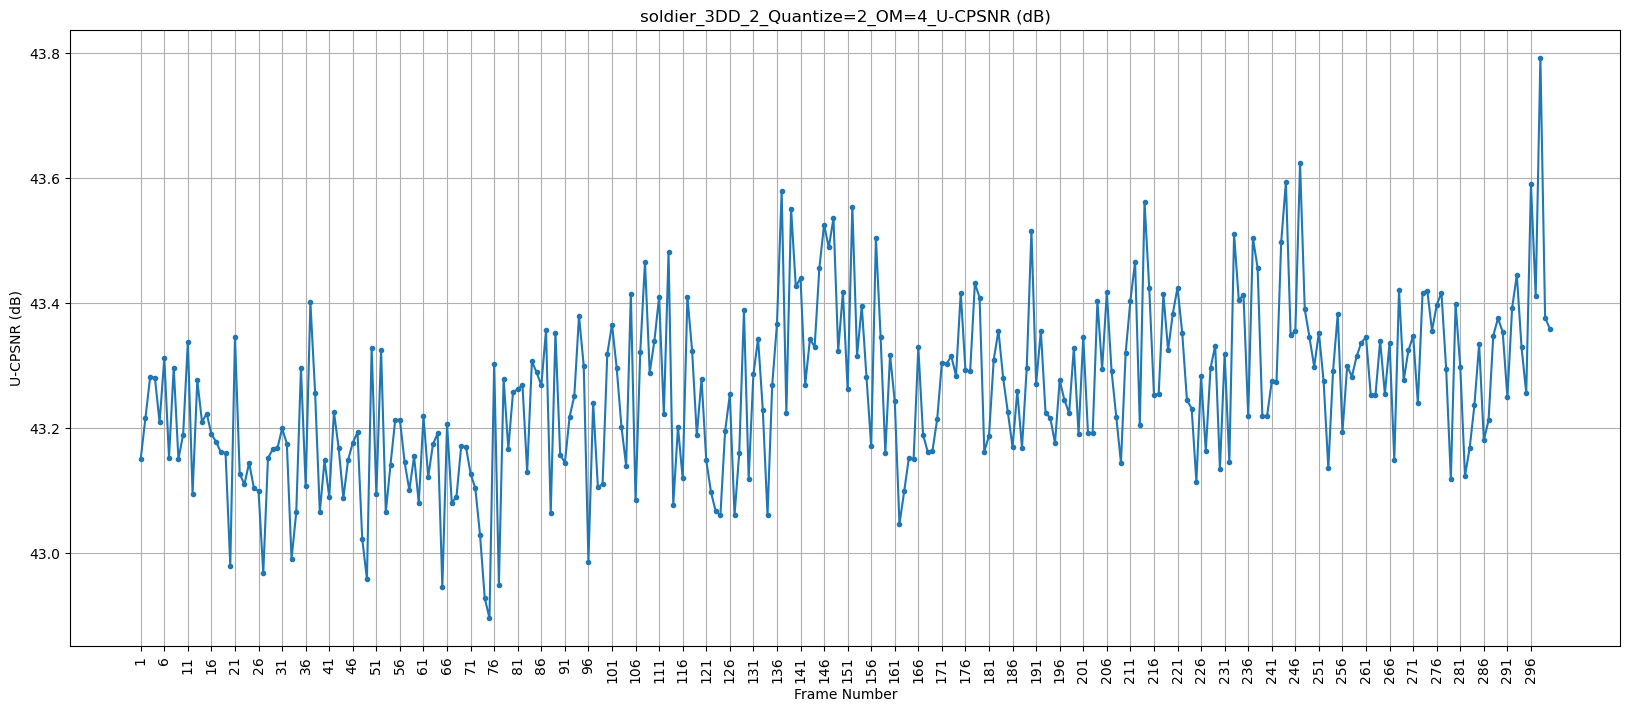 soldier_3DD_2_Quantize=2_OM=4_U-CPSNR (dB)
U-CPSNR (dB)
43.8
43.6
43.4
43.2
43.0
1 6 11 16 21 26 31 36 41 46 51 56 61 66 71 76 81 86 91 96 101 106 111 116 121 126 131 136 141 146 151 156 161 166 171 176 181 186 191 196 201 206 211 216 221 226 231 236 241 246 251 256 261 266 271 276 281 286 291 296
Frame Number